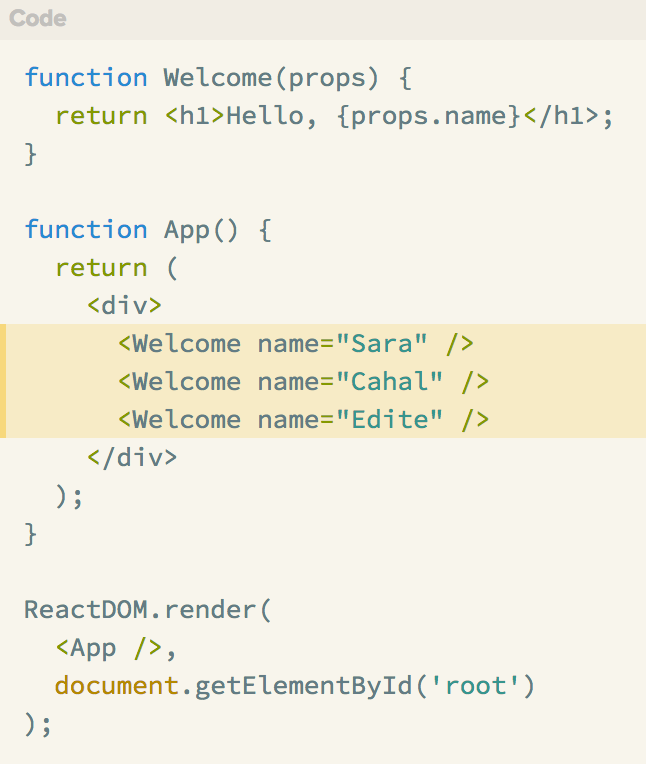 Code
function Welcome(props) {
  return <h1>Hello, {props.name}</h1>;
}

function App() {
  return (
    <div>
      <Welcome name="Sara" />
      <Welcome name="Cahal" />
      <Welcome name="Edite" />
    </div>
  );
}

ReactDOM.render(
  <App />,
  document.getElementById('root')
);